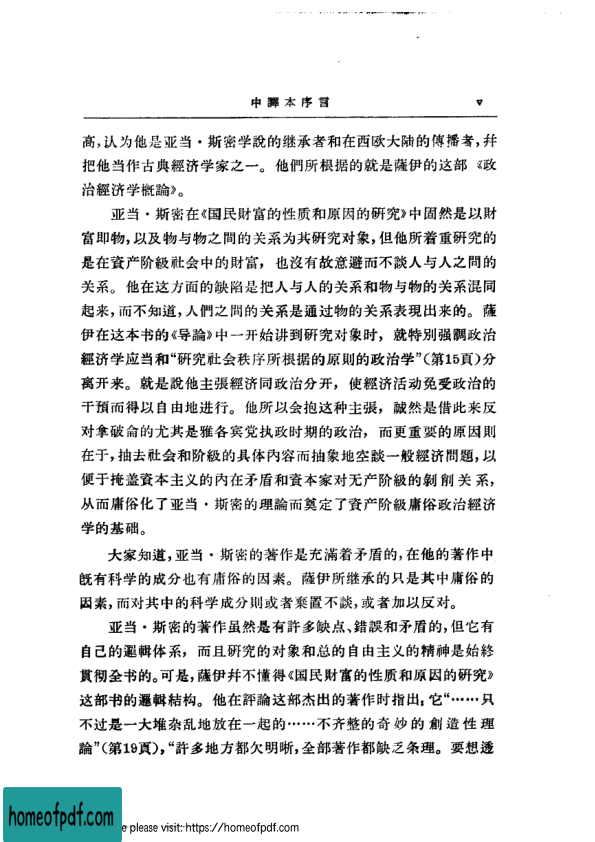 中譯本序言 v
高,认为他是亚当·斯密学說的继承者和在西欧大陆的傳播者,幷
把他当作古典經济学家之一。他們所根据的就是薩伊的这部《政
治經济学槪論》。
亚当·斯密在《国民財富的性质和原因的研究》中固然是以財
富即物,以及物与物之間的关系为其研究对象,但他所着重研究的
是在資产阶級社会中的財富,也沒有故意避而不談人与人之間的
关系。他在这方面的缺陷是把人与人的关系和物与物的关系混同
起来,而不知道,人們之間的关系是通过物的关系表現出来的。薩
伊在这本书的《导論》中一开始讲到研究对象时,就特别强調政治
經济学应当和“研究社会秩序所根据的原則的政治学”(第15頁)分
离开来。就是說他主張經济同政治分开,使經济活动免受政治的
干預而得以自由地进行。他所以会抱这种主張,誠然是借此来反
对拿破侖的尤其是雅各宾党执政时期的政治,而更重要的原因則
在于,抽去社会和阶級的具体內容而抽象地空談一般經济問題,以
便于掩盖資本主义的內在矛盾和資本家对无产阶級的剝削关系,
从而庸俗化了亚当·斯密的理論而奠定了資产阶級庸俗政治經济
学的基础。
大家知道,亚当·斯密的著作是充滿着矛盾的,在他的著作中
旣有科学的成分也有庸俗的因素。薩伊所继承的只是其中庸俗的
因素,而对其中的科学成分則或者棄置不談,或者加以反对。
亚当·斯密的著作虽然是有許多缺点、錯誤和矛盾的,但它有
自己的邏輯体系,而且研究的对象和总的自由主义的精神是始終
貫彻全书的。可是,薩伊幷不懂得《国民財富的性质和原因的研究》
这部书的邏輯結构。他在評論这部杰出的著作时指出,它“……只
不过是一大堆杂乱地放在一起的……不齐整的奇妙的創造性理
論”(第19頁),“許多地方都欠明晰,全部著作都缺乏条理。要想透
homeofpdf.com
e please visit: https://homeofpdf.com